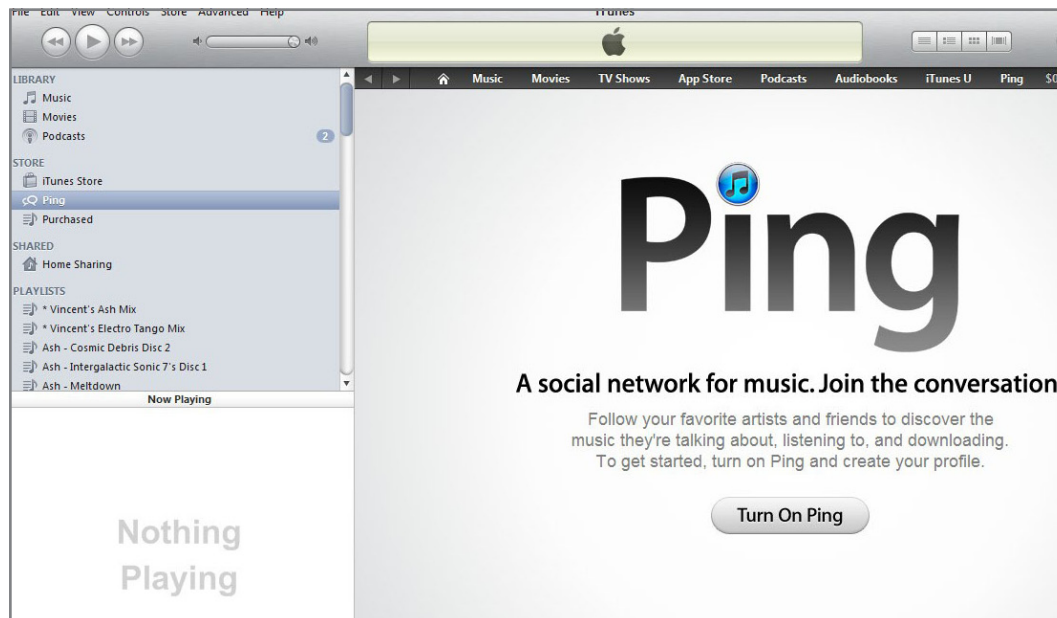 File Edit View Controls Store Advanced Help
iTunes
LIBRARY
Music
Movies
Podcasts 2
STORE
iTunes Store
Ping
Purchased
SHARED
Home Sharing
PLAYLISTS
* Vincent's Ash Mix
* Vincent's Electro Tango Mix
Ash - Cosmic Debris Disc 2
Ash - Intergalactic Sonic 7's Disc 1
Ash - Meltdown
Now Playing
Nothing
Playing
Music Movies TV Shows App Store Podcasts Audiobooks iTunes U Ping $0
Ping
A social network for music. Join the conversation
Follow your favorite artists and friends to discover the
music they're talking about, listening to, and downloading.
To get started, turn on Ping and create your profile.
Turn On Ping